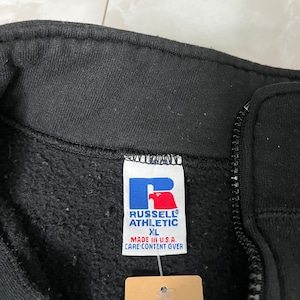 R
RUSSELL®
ATHLETIC
XL
MADE IN U.S.A.
CARE·CONTENT OVER